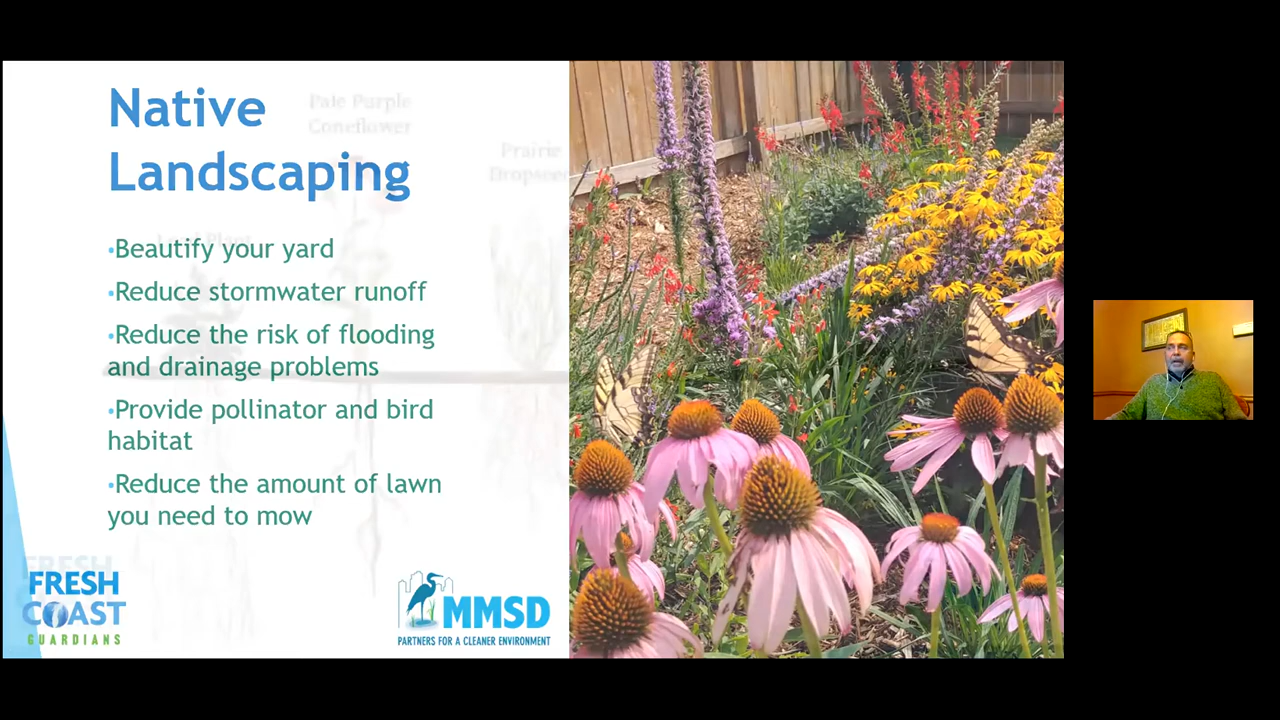 Native
Landscaping
Pale Purple
Coneflower
Prairie
Dropseed
•Beautify your yard
•Reduce stormwater runoff
•Reduce the risk of flooding
and drainage problems
•Provide pollinator and bird
habitat
•Reduce the amount of lawn
you need to mow
FRESH
COAST
GUARDIANS
MMSD
PARTNERS FOR A CLEANER ENVIRONMENT